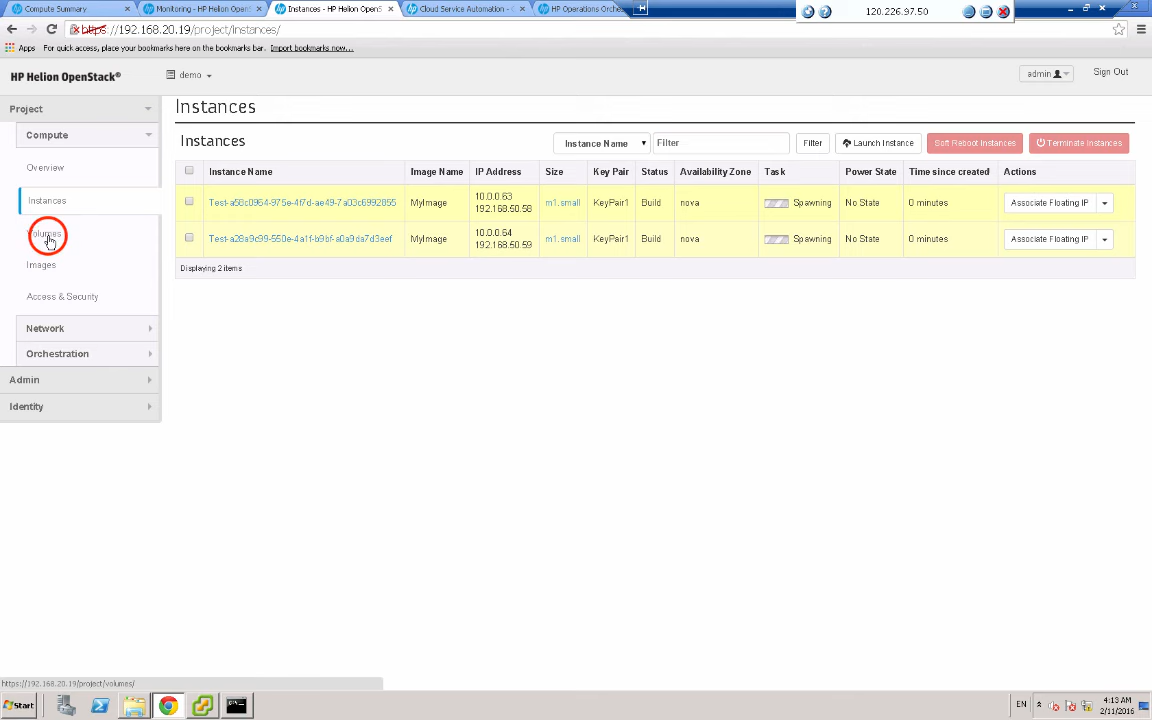 Compute Summary
Monitoring - HP Helion OpenS
Instances - HP Helion OpenS
Cloud Service Automation - C
HP Operations Orche
120.226.97.50
https://192.168.20.19/project/instances/
Apps For quick access, place your bookmarks here on the bookmarks bar. Import bookmarks now...
HP Helion OpenStack®
demo
admin
Sign Out
Project
Compute
Overview
Instances
Volumes
Images
Access & Security
Network
Orchestration
Admin
Identity
Instances
Instances
Instance Name
Filter
Filter
Launch Instance
Soft Reboot Instances
Terminate Instances
Instance Name Image Name IP Address Size Key Pair Status Availability Zone Task Power State Time since created Actions
Test-a58c0964-975e-4f7d-ae49-7a03c6992855 MyImage 10.0.0.63 192.168.50.58 m1.small KeyPair1 Build nova Spawning No State 0 minutes Associate Floating IP
Test-a28a9c99-550e-4a1f-b9bf-a0a9da7d3eef MyImage 10.0.0.64 192.168.50.59 m1.small KeyPair1 Build nova Spawning No State 0 minutes Associate Floating IP
Displaying 2 items
https://192.168.20.19/project/volumes/
Start
EN
4:13 AM
2/11/2016